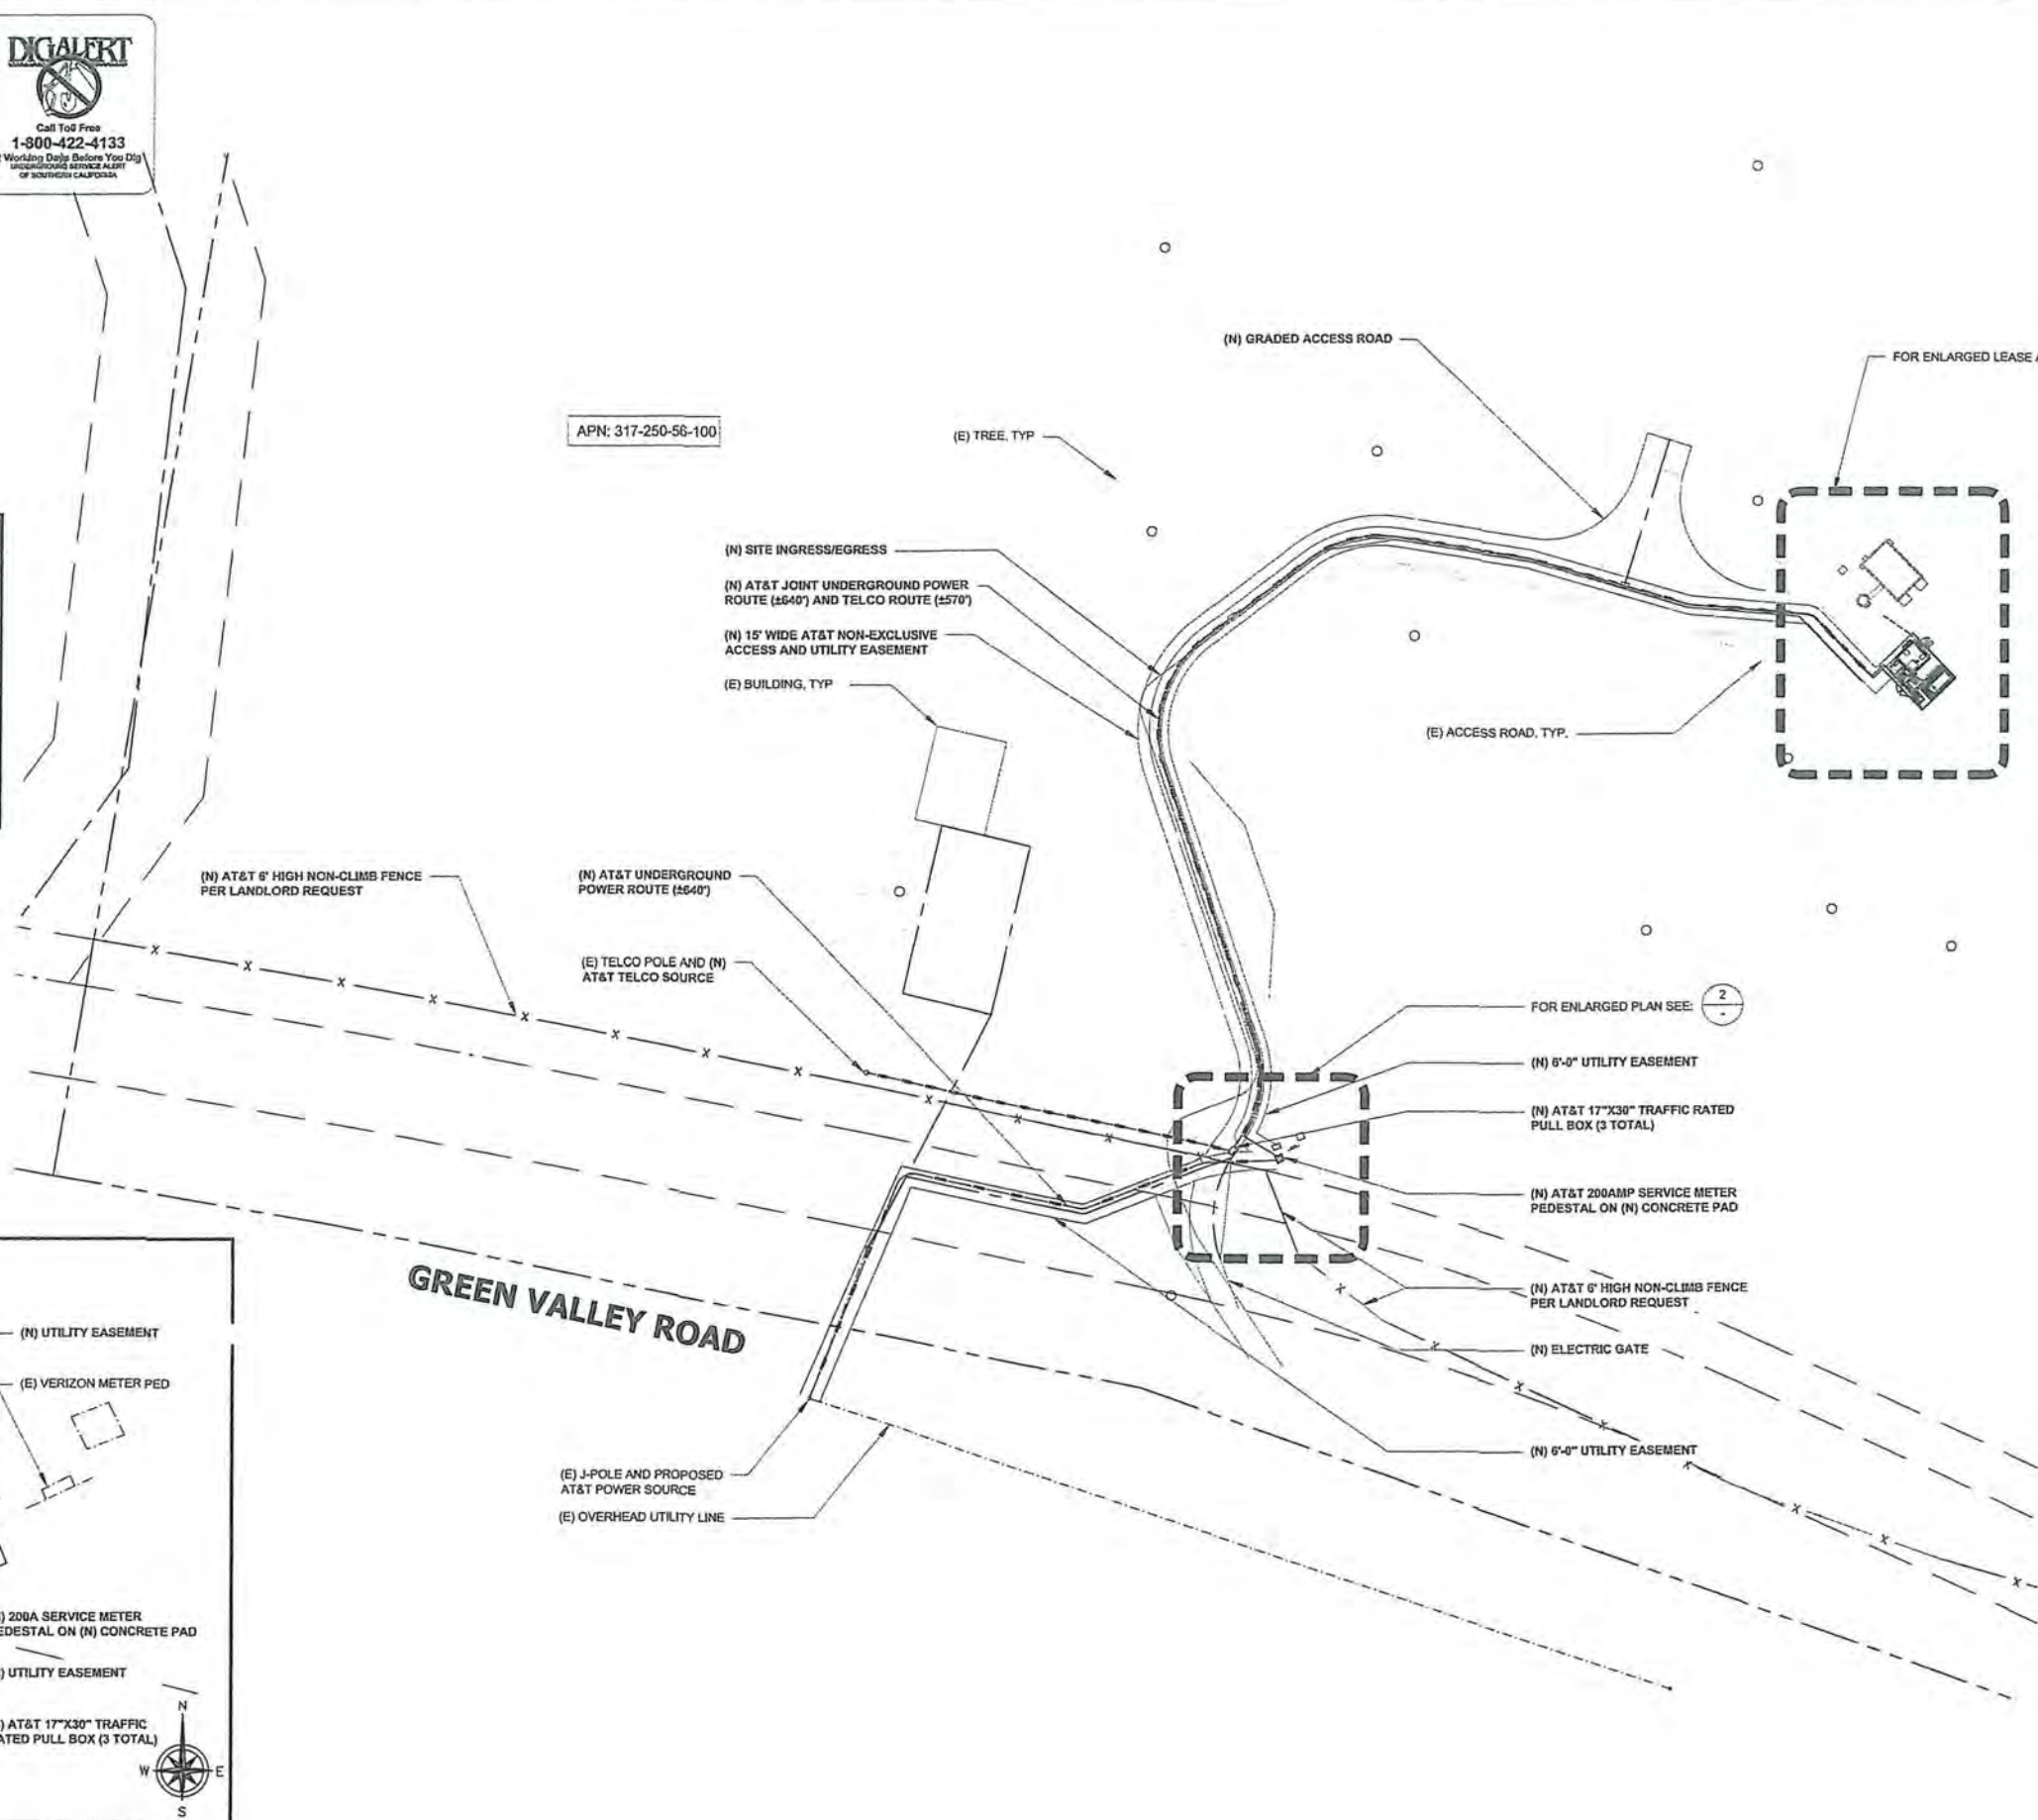 DIGALERT
Call Toll Free
1-800-422-4133
Working Days Before You Dig
UNDERGROUND SERVICE ALERT
OF SOUTHERN CALIFORNIA
(N) GRADED ACCESS ROAD
FOR ENLARGED LEASE
APN: 317-250-56-100
(E) TREE, TYP
(N) SITE INGRESS/EGRESS
(N) AT&T JOINT UNDERGROUND POWER
ROUTE (±640') AND TELCO ROUTE (±570')
(N) 15' WIDE AT&T NON-EXCLUSIVE
ACCESS AND UTILITY EASEMENT
(E) BUILDING, TYP
(E) ACCESS ROAD, TYP.
(N) AT&T 6' HIGH NON-CLIMB FENCE
PER LANDLORD REQUEST
(N) AT&T UNDERGROUND
POWER ROUTE (±640')
(E) TELCO POLE AND (N)
AT&T TELCO SOURCE
FOR ENLARGED PLAN SEE:
2
-
(N) 6'-0" UTILITY EASEMENT
(N) AT&T 17"X30" TRAFFIC RATED
PULL BOX (3 TOTAL)
(N) AT&T 200AMP SERVICE METER
PEDESTAL ON (N) CONCRETE PAD
(N) AT&T 6' HIGH NON-CLIMB FENCE
PER LANDLORD REQUEST
(N) ELECTRIC GATE
(N) 6'-0" UTILITY EASEMENT
GREEN VALLEY ROAD
(E) J-POLE AND PROPOSED
AT&T POWER SOURCE
(E) OVERHEAD UTILITY LINE
(N) UTILITY EASEMENT
(E) VERIZON METER PED
) 200A SERVICE METER
EDESTAL ON (N) CONCRETE PAD
) UTILITY EASEMENT
) AT&T 17"X30" TRAFFIC
ATED PULL BOX (3 TOTAL)
N
W E
S